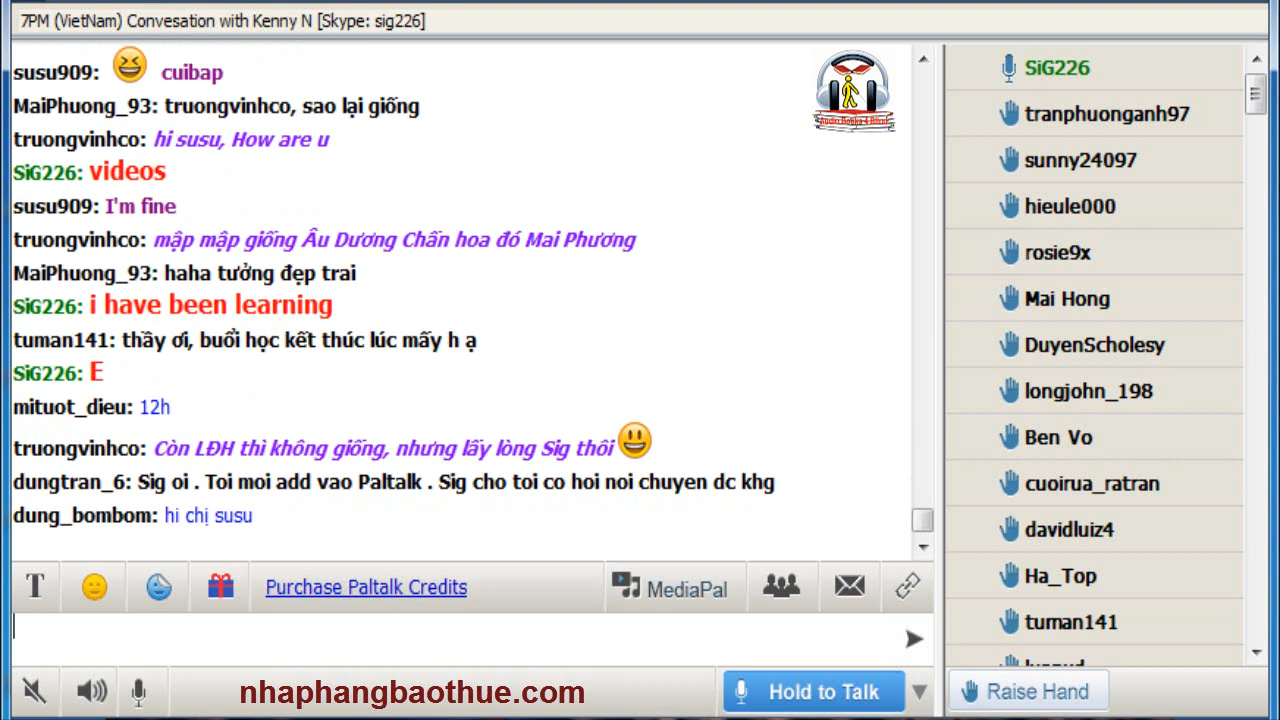 7PM (VietNam) Convesation with Kenny N [Skype: sig226]
susu909: cuibap
MaiPhuong_93: truongvinhco, sao lại giống
truongvinhco: hi susu, How are u
SiG226: videos
susu909: I'm fine
truongvinhco: mập mập giống Âu Dương Chấn hoa đó Mai Phương
MaiPhuong_93: haha tưởng đẹp trai
SiG226: i have been learning
tuman141: thầy ơi, buổi học kết thúc lúc mấy h ạ
SiG226: E
mituot_dieu: 12h
truongvinhco: Còn LĐH thì không giống, nhưng lấy lòng Sig thôi
dungtran_6: Sig oi . Toi moi add vao Paltalk . Sig cho toi co hoi noi chuyen dc khg
dung_bombom: hi chị susu
Audio Books 4 Bthue
T
Purchase Paltalk Credits
MediaPal
nhaphangbaothue.com
Hold to Talk
SiG226
tranphuonganh97
sunny24097
hieule000
rosie9x
Mai Hong
DuyenScholesy
longjohn_198
Ben Vo
cuoirua_ratran
davidluiz4
Ha_Top
tuman141
Raise Hand